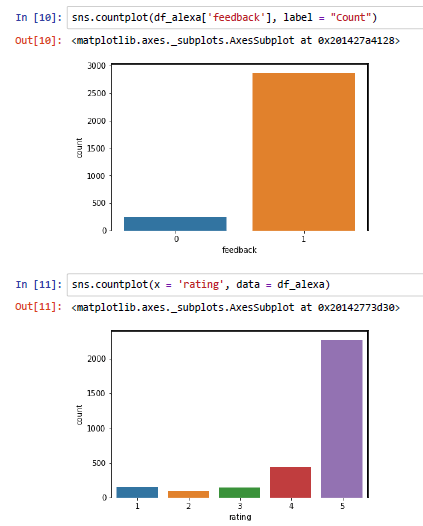 In [10]: sns.countplot(df_alexa['feedback'], label = "Count")
Out[10]: <matplotlib.axes._subplots.AxesSubplot at 0x201427a4128>
3000
2500
2000
1500
1000
500
0
count
0 1
feedback
In [11]: sns.countplot(x = 'rating', data = df_alexa)
Out[11]: <matplotlib.axes._subplots.AxesSubplot at 0x20142773d30>
2000
1500
1000
500
0
count
1 2 3 4 5
rating